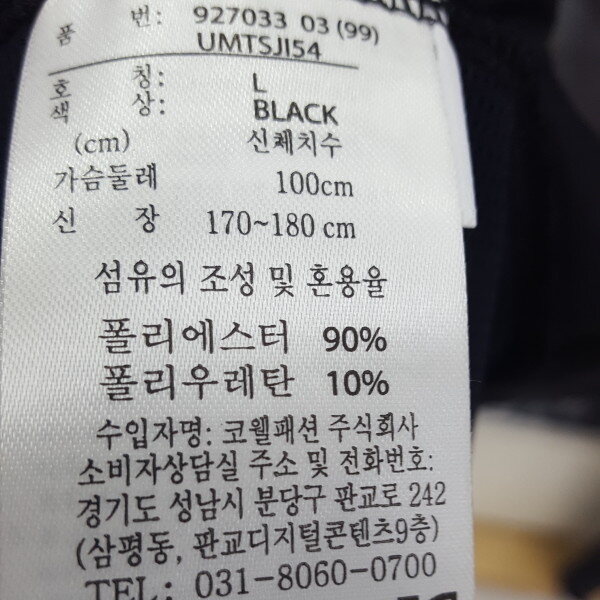 품 번: 927033 03 (99)
UMTSJI54
호 칭: L
색 상: BLACK
(cm) 신체치수
가슴둘레 100cm
신 장 170~180 cm
섬유의 조성 및 혼용율
폴리에스터 90%
폴리우레탄 10%
수입자명: 코웰패션 주식회사
소비자상담실 주소 및 전화번호:
경기도 성남시 분당구 판교로 242
(삼평동, 판교디지털콘텐츠9층)
TEL: 031-8060-0700